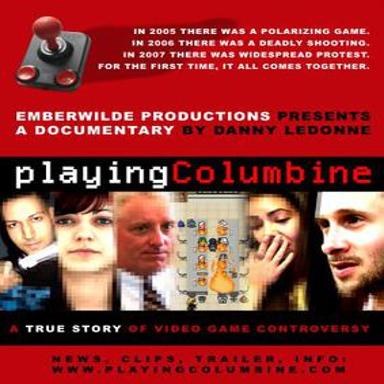 IN 2005 THERE WAS A POLARIZING GAME.
IN 2006 THERE WAS A DEADLY SHOOTING.
IN 2007 THERE WAS WIDESPREAD PROTEST.
FOR THE FIRST TIME, IT ALL COMES TOGETHER.
EMBERWILDE PRODUCTIONS PRESENTS
A DOCUMENTARY BY DANNY LEDONNE
playingColumbine
A TRUE STORY OF VIDEO GAME CONTROVERSY
NEWS, CLIPS, TRAILER, INFO:
WWW.PLAYINGCOLUMBINE.COM